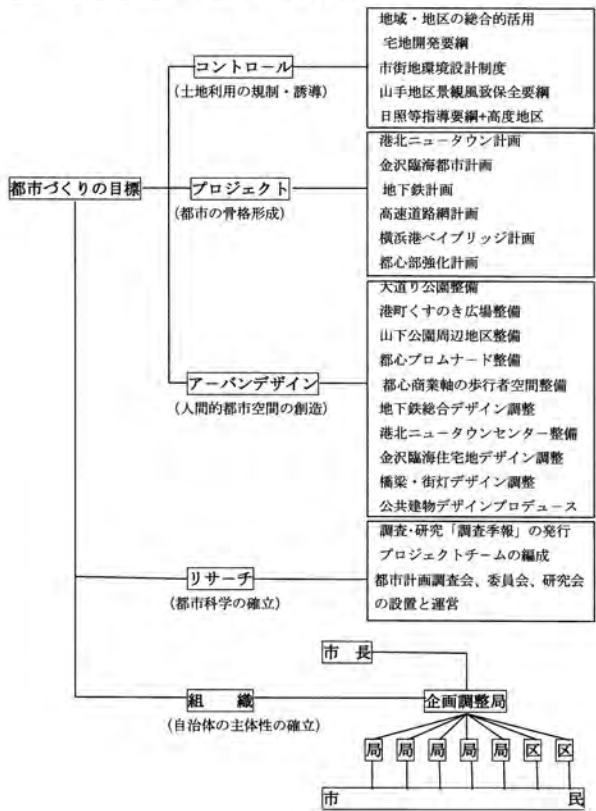 都市づくりの目標
コントロール
(土地利用の規制・誘導)
地域・地区の総合的活用
宅地開発要綱
市街地環境設計制度
山手地区景観風致保全要綱
日照等指導要綱+高度地区
プロジェクト
(都市の骨格形成)
港北ニュータウン計画
金沢臨海都市計画
地下鉄計画
高速道路網計画
横浜港ベイブリッジ計画
都心部強化計画
アーバンデザイン
(人間的都市空間の創造)
大通り公園整備
港町くすのき広場整備
山下公園周辺地区整備
都心プロムナード整備
都心商業軸の歩行者空間整備
地下鉄総合デザイン調整
港北ニュータウンセンター整備
金沢臨海住宅地デザイン調整
橋梁・街灯デザイン調整
公共建物デザインプロデュース
リサーチ
(都市科学の確立)
調査・研究「調査季報」の発行
プロジェクトチームの編成
都市計画調査会、委員会、研究会
の設置と運営
組織
(自治体の主体性の確立)
市長
企画調整局
局 局 局 局 局 区 区
市民